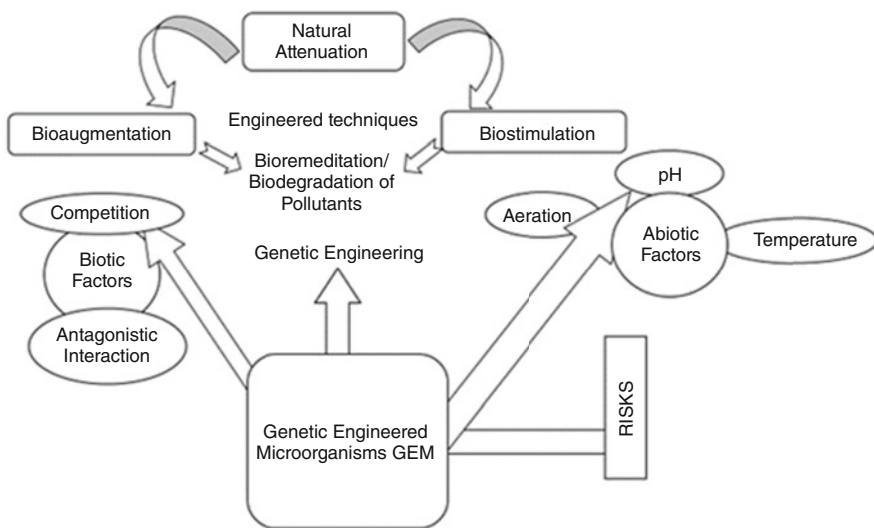 Natural
Attenuation
Bioaugmentation
Engineered techniques
Biostimulation
Bioremeditation/
Biodegradation of
Pollutants
pH
Competition
Aeration
Abiotic
Factors
Temperature
Biotic
Factors
Genetic Engineering
Antagonistic
Interaction
RISKS
Genetic Engineered
Microorganisms GEM